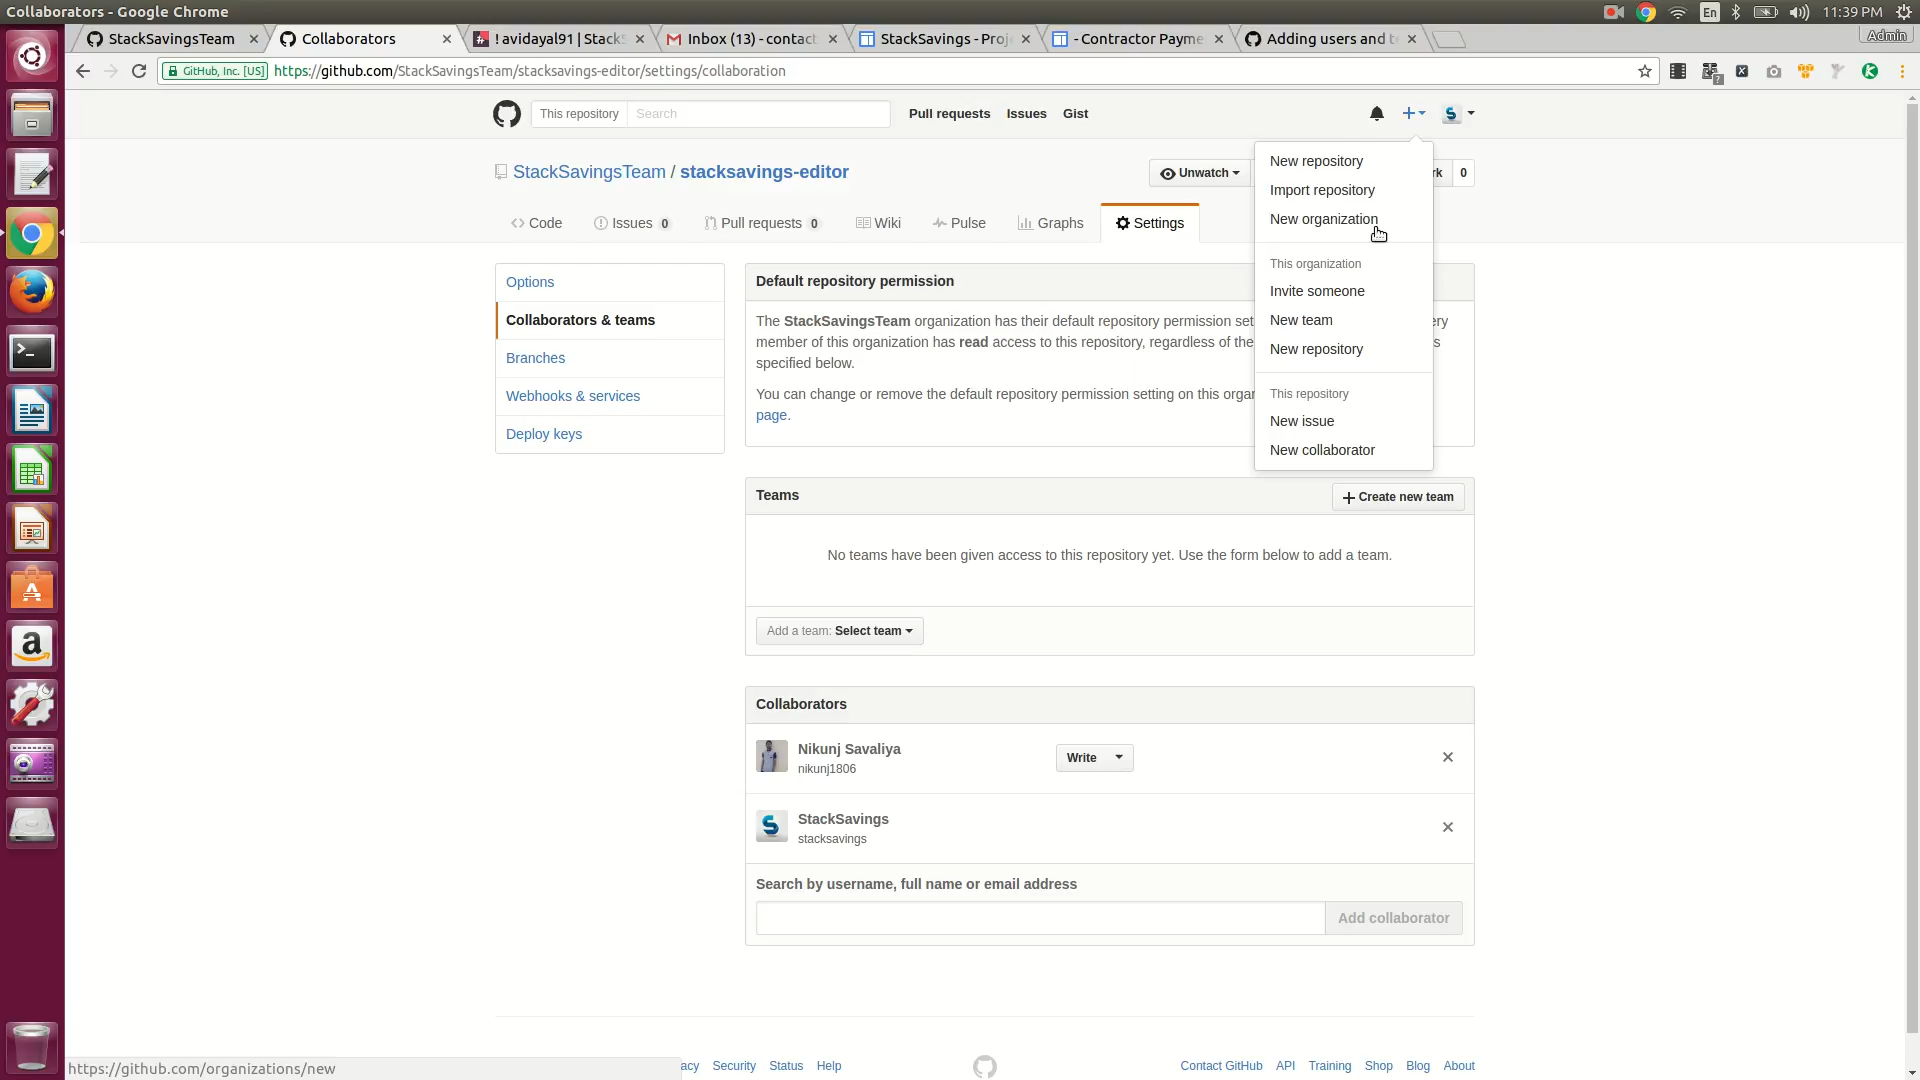 Collaborators - Google Chrome
En
11:39 PM
StackSavingsTeam
Collaborators
! avidayal91 | Stack
Inbox (13) - contact
StackSavings - Proj
- Contractor Payme
Adding users and t
Admin
GitHub, Inc. [US]
https://github.com/StackSavingsTeam/stacksavings-editor/settings/collaboration
This repository
Search
Pull requests
Issues
Gist
StackSavingsTeam / stacksavings-editor
Unwatch
rk
0
Code
Issues 0
Pull requests 0
Wiki
Pulse
Graphs
Settings
New repository
Import repository
New organization
This organization
Invite someone
New team
New repository
This repository
New issue
New collaborator
Options
Collaborators & teams
Branches
Webhooks & services
Deploy keys
Default repository permission
The StackSavingsTeam organization has their default repository permission set ery
member of this organization has read access to this repository, regardless of the s
specified below.
You can change or remove the default repository permission setting on this organ
page.
Teams
Create new team
No teams have been given access to this repository yet. Use the form below to add a team.
Add a team: Select team
Collaborators
Nikunj Savaliya
nikunj1806
Write
StackSavings
stacksavings
Search by username, full name or email address
Add collaborator
https://github.com/organizations/new
acy
Security
Status
Help
Contact GitHub
API
Training
Shop
Blog
About